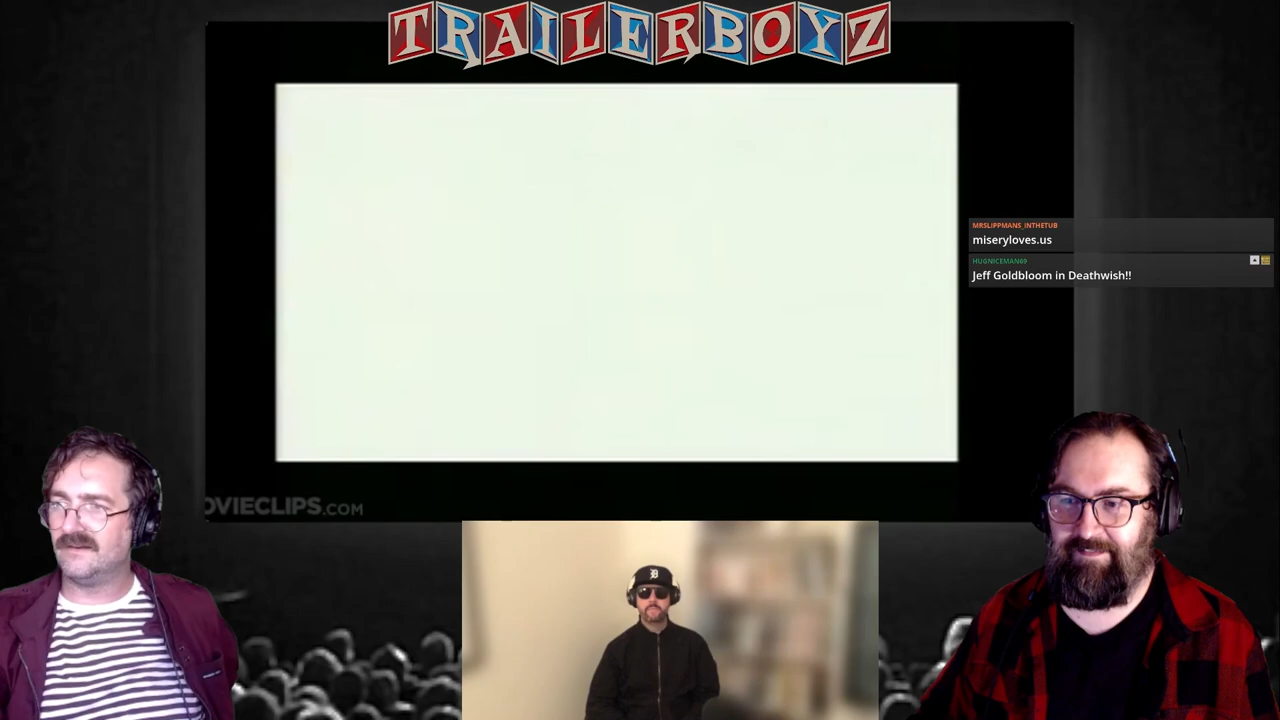 TRAILERBOYZ
MRSLIPPMANS_INTHETUB
miseryloves.us
HUGNICEMAN69
Jeff Goldbloom in Deathwish!!
OVIECLIPS.COM